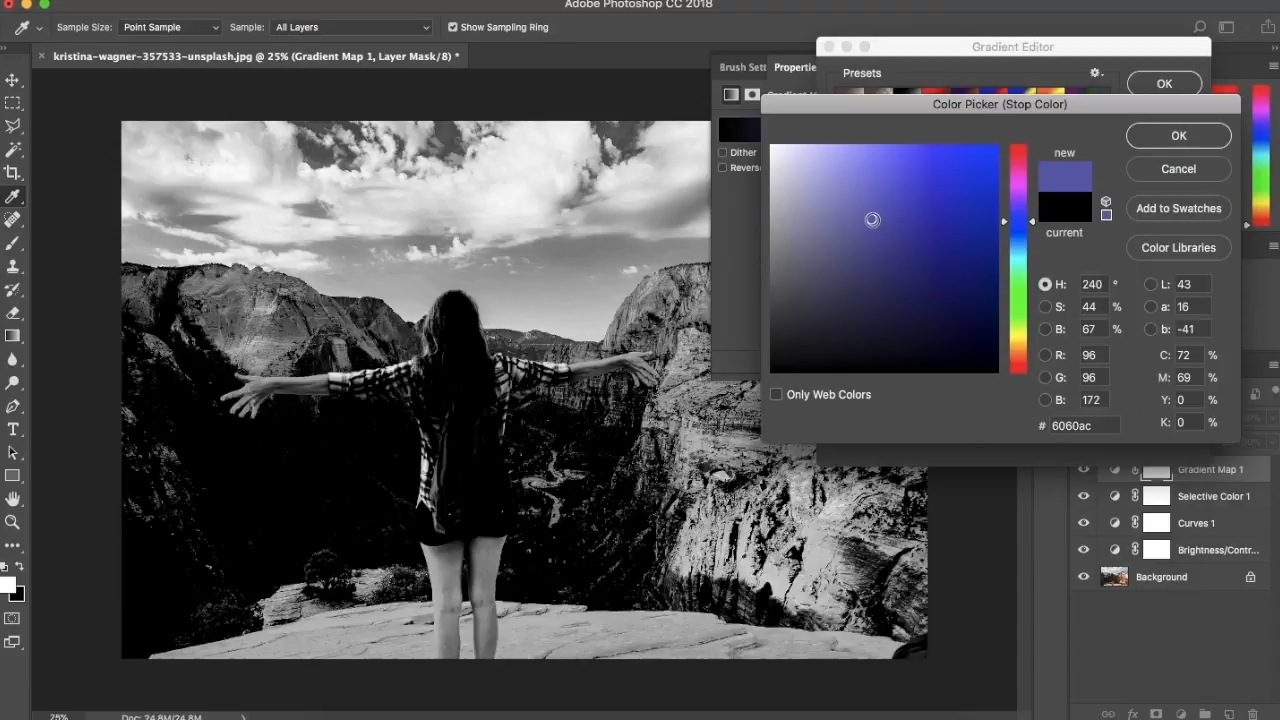 Adobe Photoshop CC 2018
Sample Size: Point Sample Sample: All Layers Show Sampling Ring
kristina-wagner-357533-unsplash.jpg @ 25% (Gradient Map 1, Layer Mask/8) *
Gradient Editor
Brush Sett
Propertie
Presets
OK
Color Picker (Stop Color)
Dither
Reverse
new
current
OK
Cancel
Add to Swatches
Color Libraries
H: 240 °
S: 44 %
B: 67 %
R: 96
G: 96
B: 172
# 6060ac
L: 43
a: 16
b: -41
C: 72 %
M: 69 %
Y: 0 %
K: 0 %
Only Web Colors
Gradient Map 1
Selective Color 1
Curves 1
Brightness/Contr...
Background
25% Doc: 24.8M/24.8M